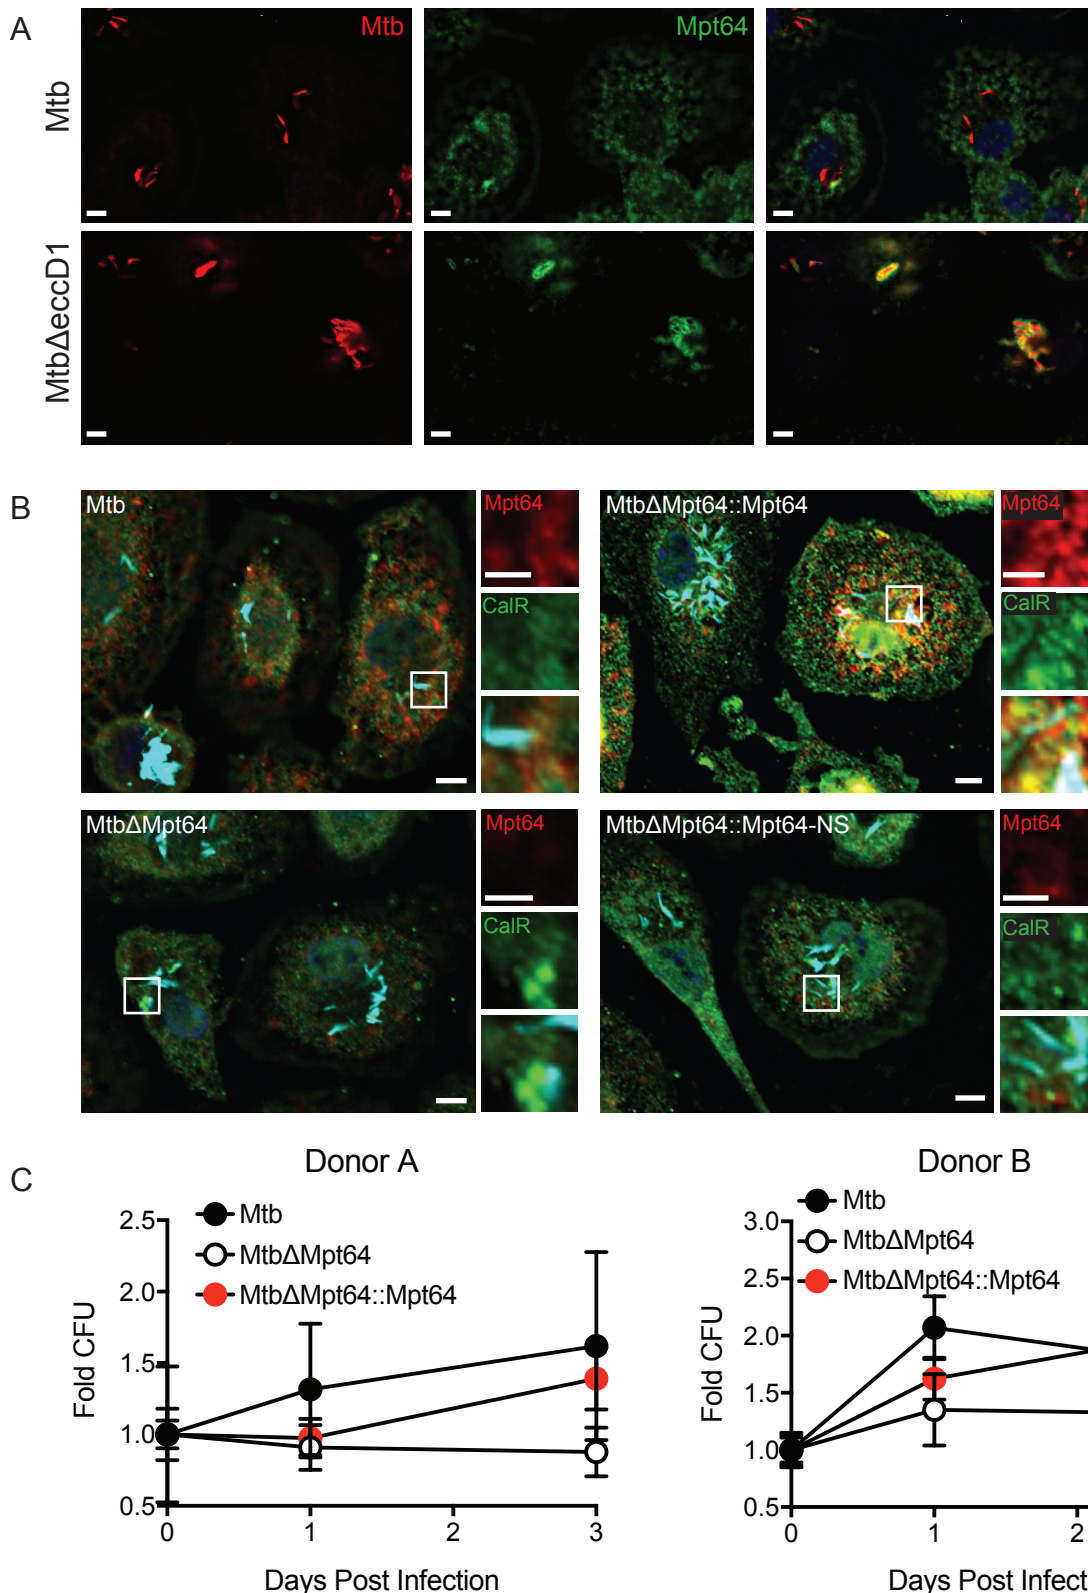 A
Mtb
Mpt64
Mtb
MtbΔeccD1
B
Mtb
Mpt64
CalR
MtbΔMpt64::Mpt64
Mpt64
CalR
MtbΔMpt64
Mpt64
CalR
MtbΔMpt64::Mpt64-NS
Mpt64
CalR
C
Donor A
Mtb
MtbΔMpt64
MtbΔMpt64::Mpt64
Fold CFU
2.5
2.0
1.5
1.0
0.5
0
1
2
3
Days Post Infection
Donor B
Mtb
MtbΔMpt64
MtbΔMpt64::Mpt64
Fold CFU
3.0
2.5
2.0
1.5
1.0
0.5
0
1
2
Days Post Infect